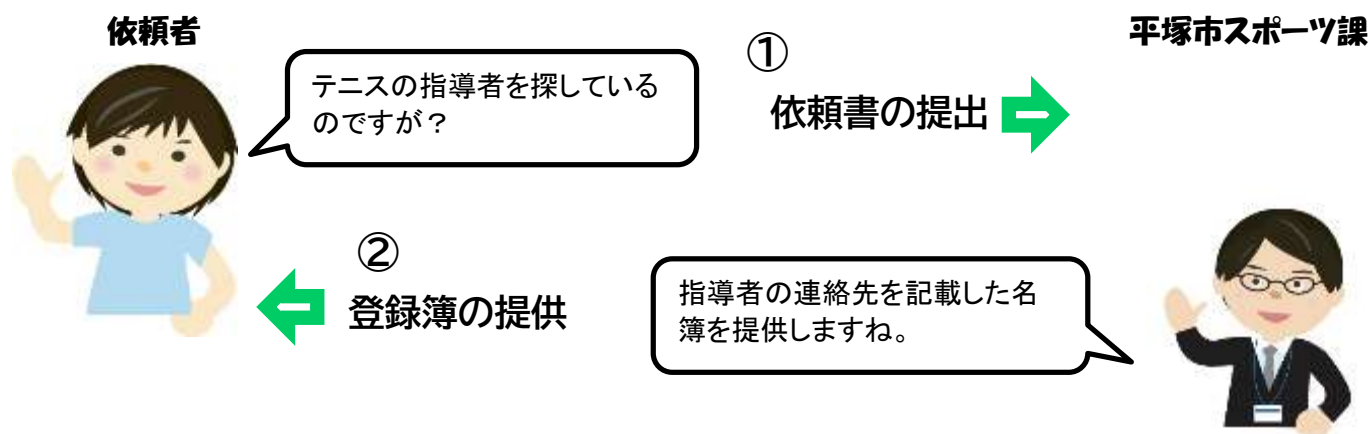 依頼者
平塚市スポーツ課
テニスの指導者を探している
のですが?
①
依頼書の提出
②
登録簿の提供
指導者の連絡先を記載した名
簿を提供しますね。